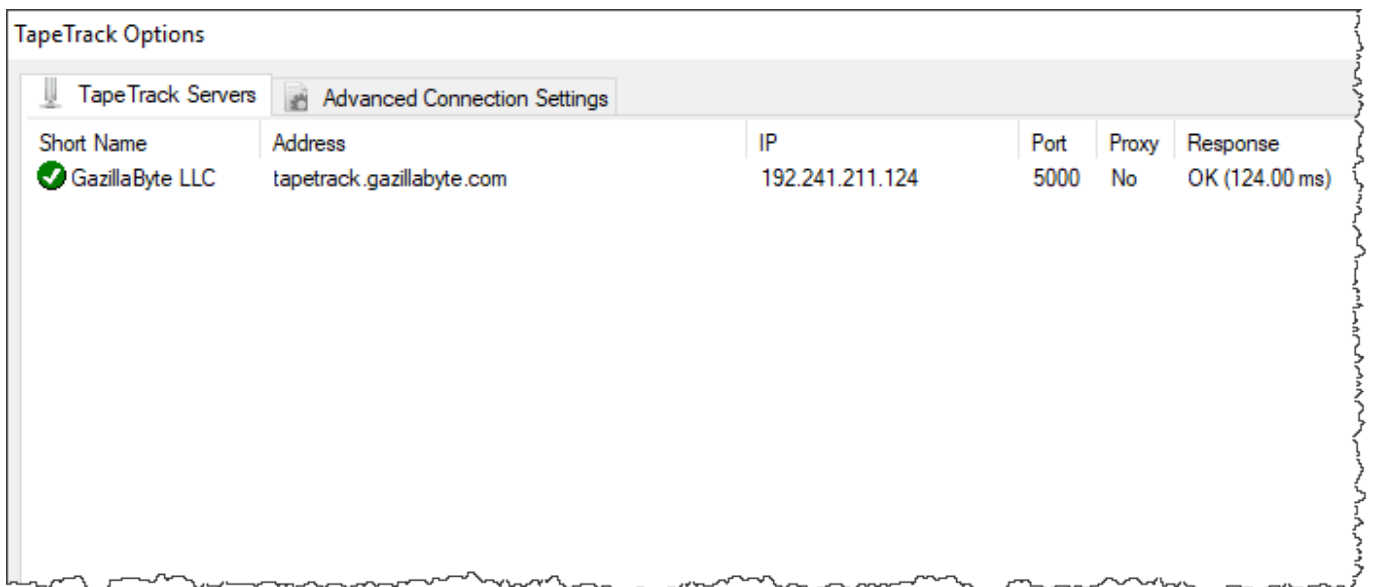 TapeTrack Options
TapeTrack Servers Advanced Connection Settings
Short Name Address IP Port Proxy Response
GazillaByte LLC tapetrack.gazillabyte.com 192.241.211.124 5000 No OK (124.00 ms)